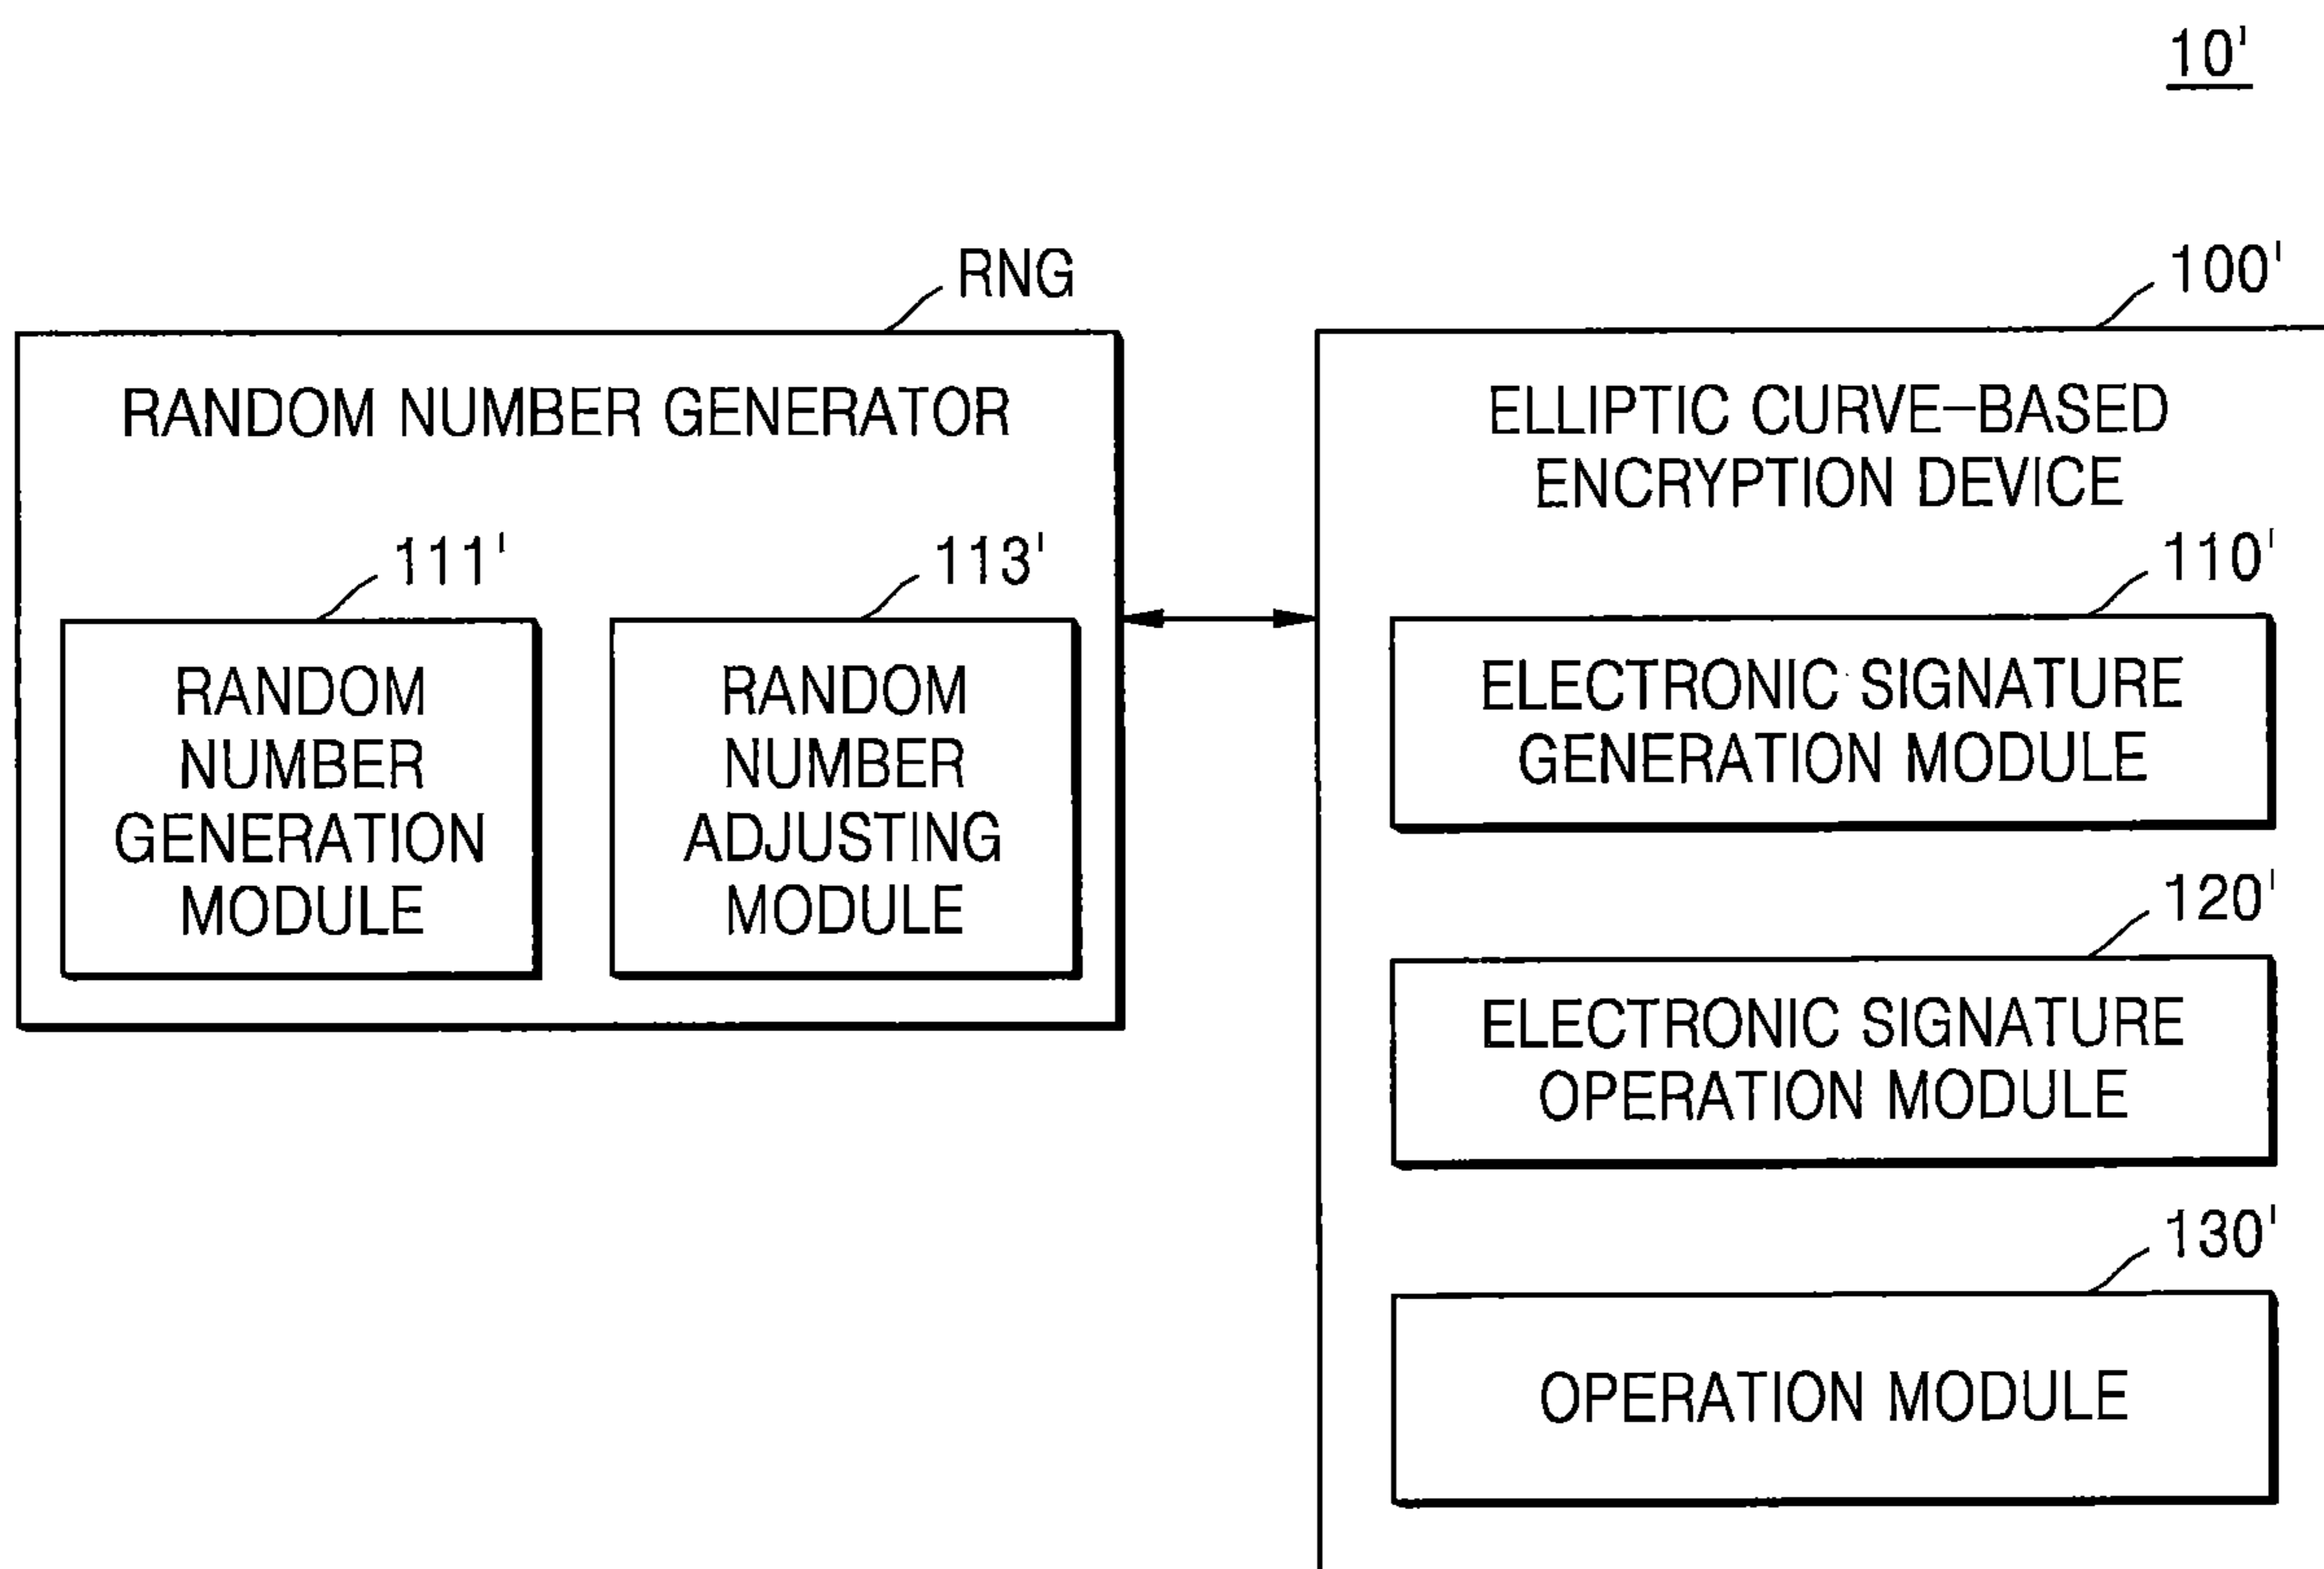 10'
RNG
RANDOM NUMBER GENERATOR
111'
RANDOM
NUMBER
GENERATION
MODULE
113'
RANDOM
NUMBER
ADJUSTING
MODULE
100'
ELLIPTIC CURVE-BASED
ENCRYPTION DEVICE
110'
ELECTRONIC SIGNATURE
GENERATION MODULE
120'
ELECTRONIC SIGNATURE
OPERATION MODULE
130'
OPERATION MODULE